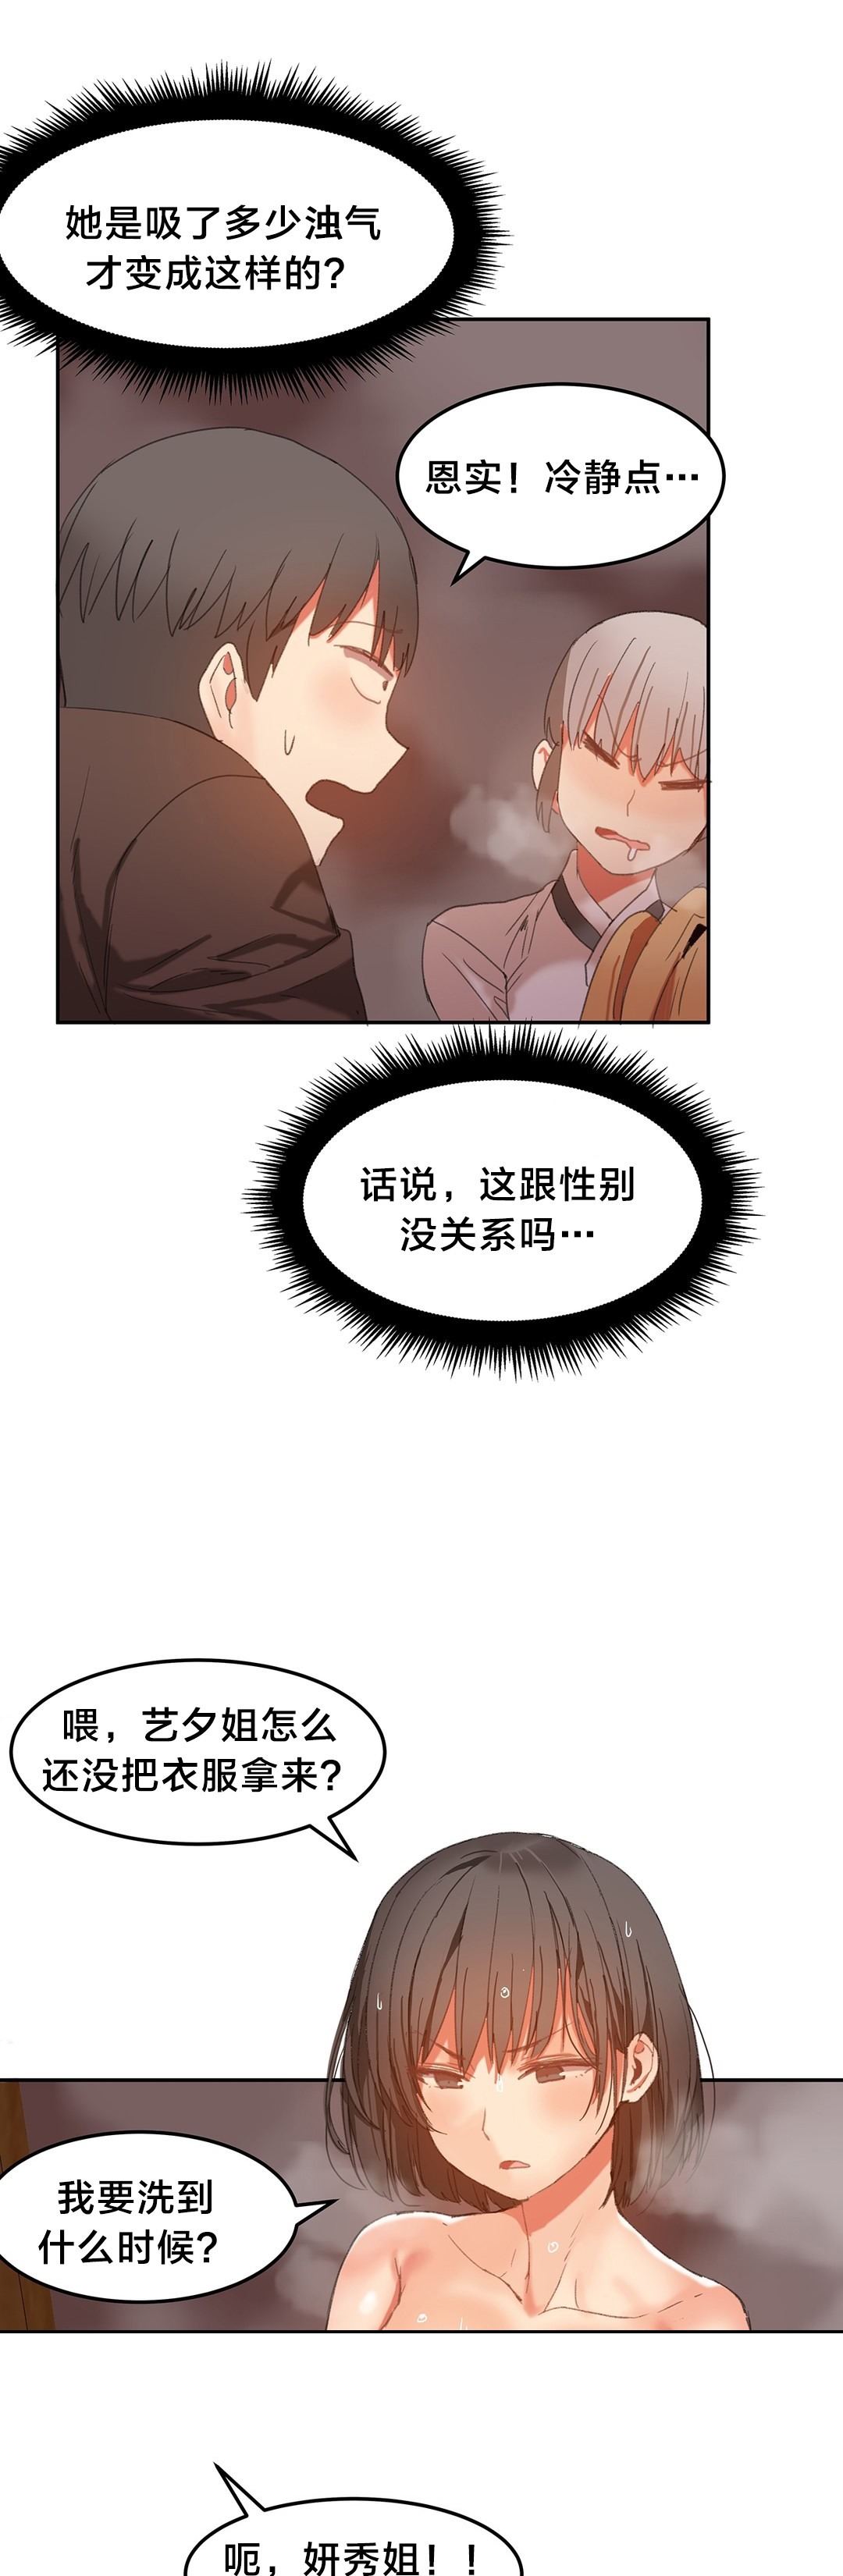 她是吸了多少浊气
才变成这样的?
恩实！冷静点…
话说，这跟性别
没关系吗…
喂，艺夕姐怎么
还没把衣服拿来?
我要洗到
什么时候?
呃，妍秀姐！！